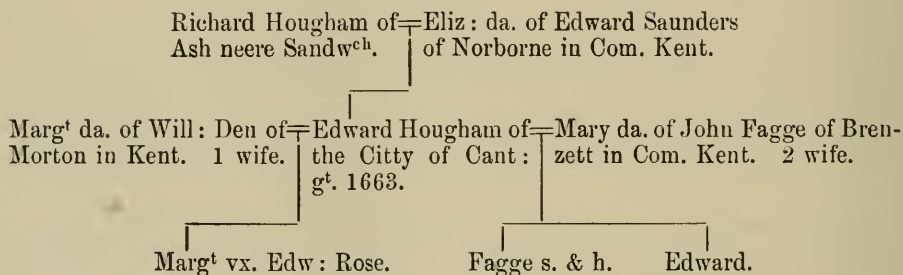 Richard Hougham of=Eliz: da. of Edward Saunders
Ash neere Sandwᶜʰ. of Norborne in Com. Kent.
Margᵗ da. of Will: Den of=Edward Hougham of=Mary da. of John Fagge of Bren-
Morton in Kent. 1 wife. the Citty of Cant: zett in Com. Kent. 2 wife.
gᵗ. 1663.
Margᵗ vx. Edw: Rose. Fagge s. & h. Edward.